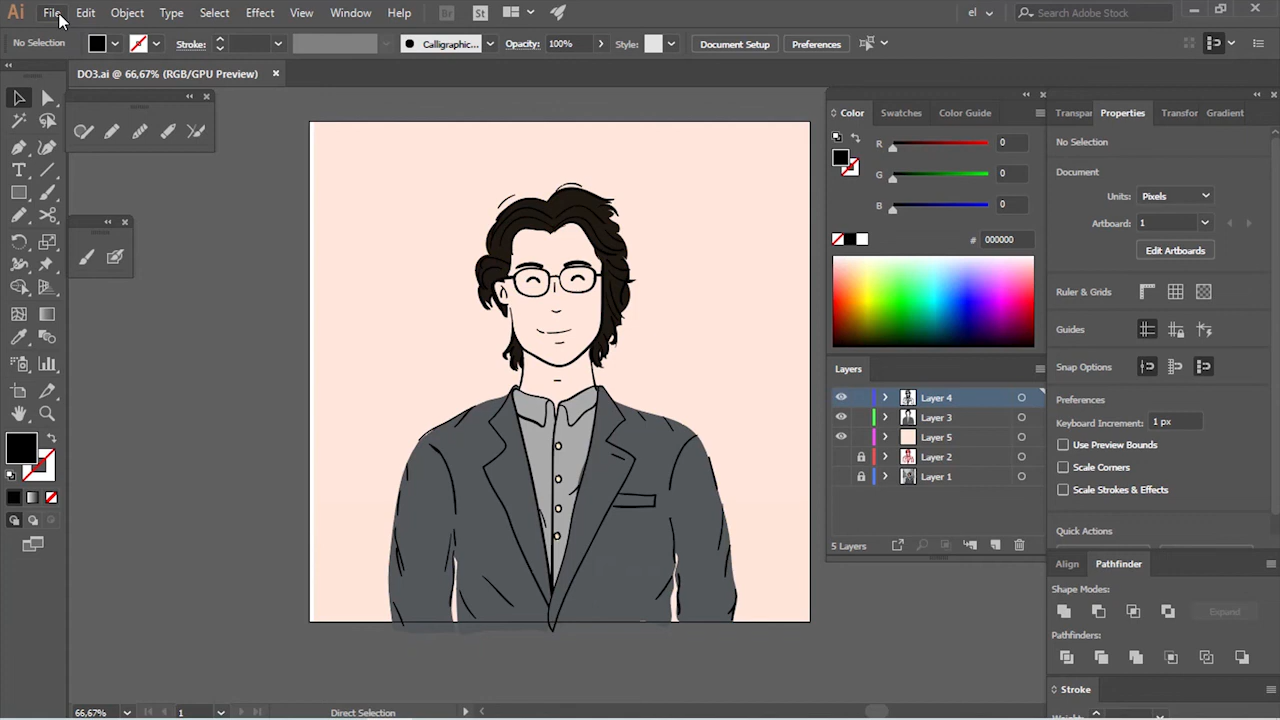 Ai File Edit Object Type Select Effect View Window Help Br St el Search Adobe Stock
No Selection Stroke: Calligraphic... Opacity: 100% Style: Document Setup Preferences
DO3.ai @ 66,67% (RGB/GPU Preview)
Color Swatches Color Guide
R 0
G 0
B 0
# 000000
Layers
Layer 4
Layer 3
Layer 5
Layer 2
Layer 1
5 Layers
Transpar Properties Transfor Gradient
No Selection
Document
Units: Pixels
Artboard: 1
Edit Artboards
Ruler & Grids
Guides
Snap Options
Preferences
Keyboard Increment: 1 px
Use Preview Bounds
Scale Corners
Scale Strokes & Effects
Quick Actions
Align Pathfinder
Shape Modes:
Expand
Pathfinders:
Stroke
66,67% 1 Direct Selection